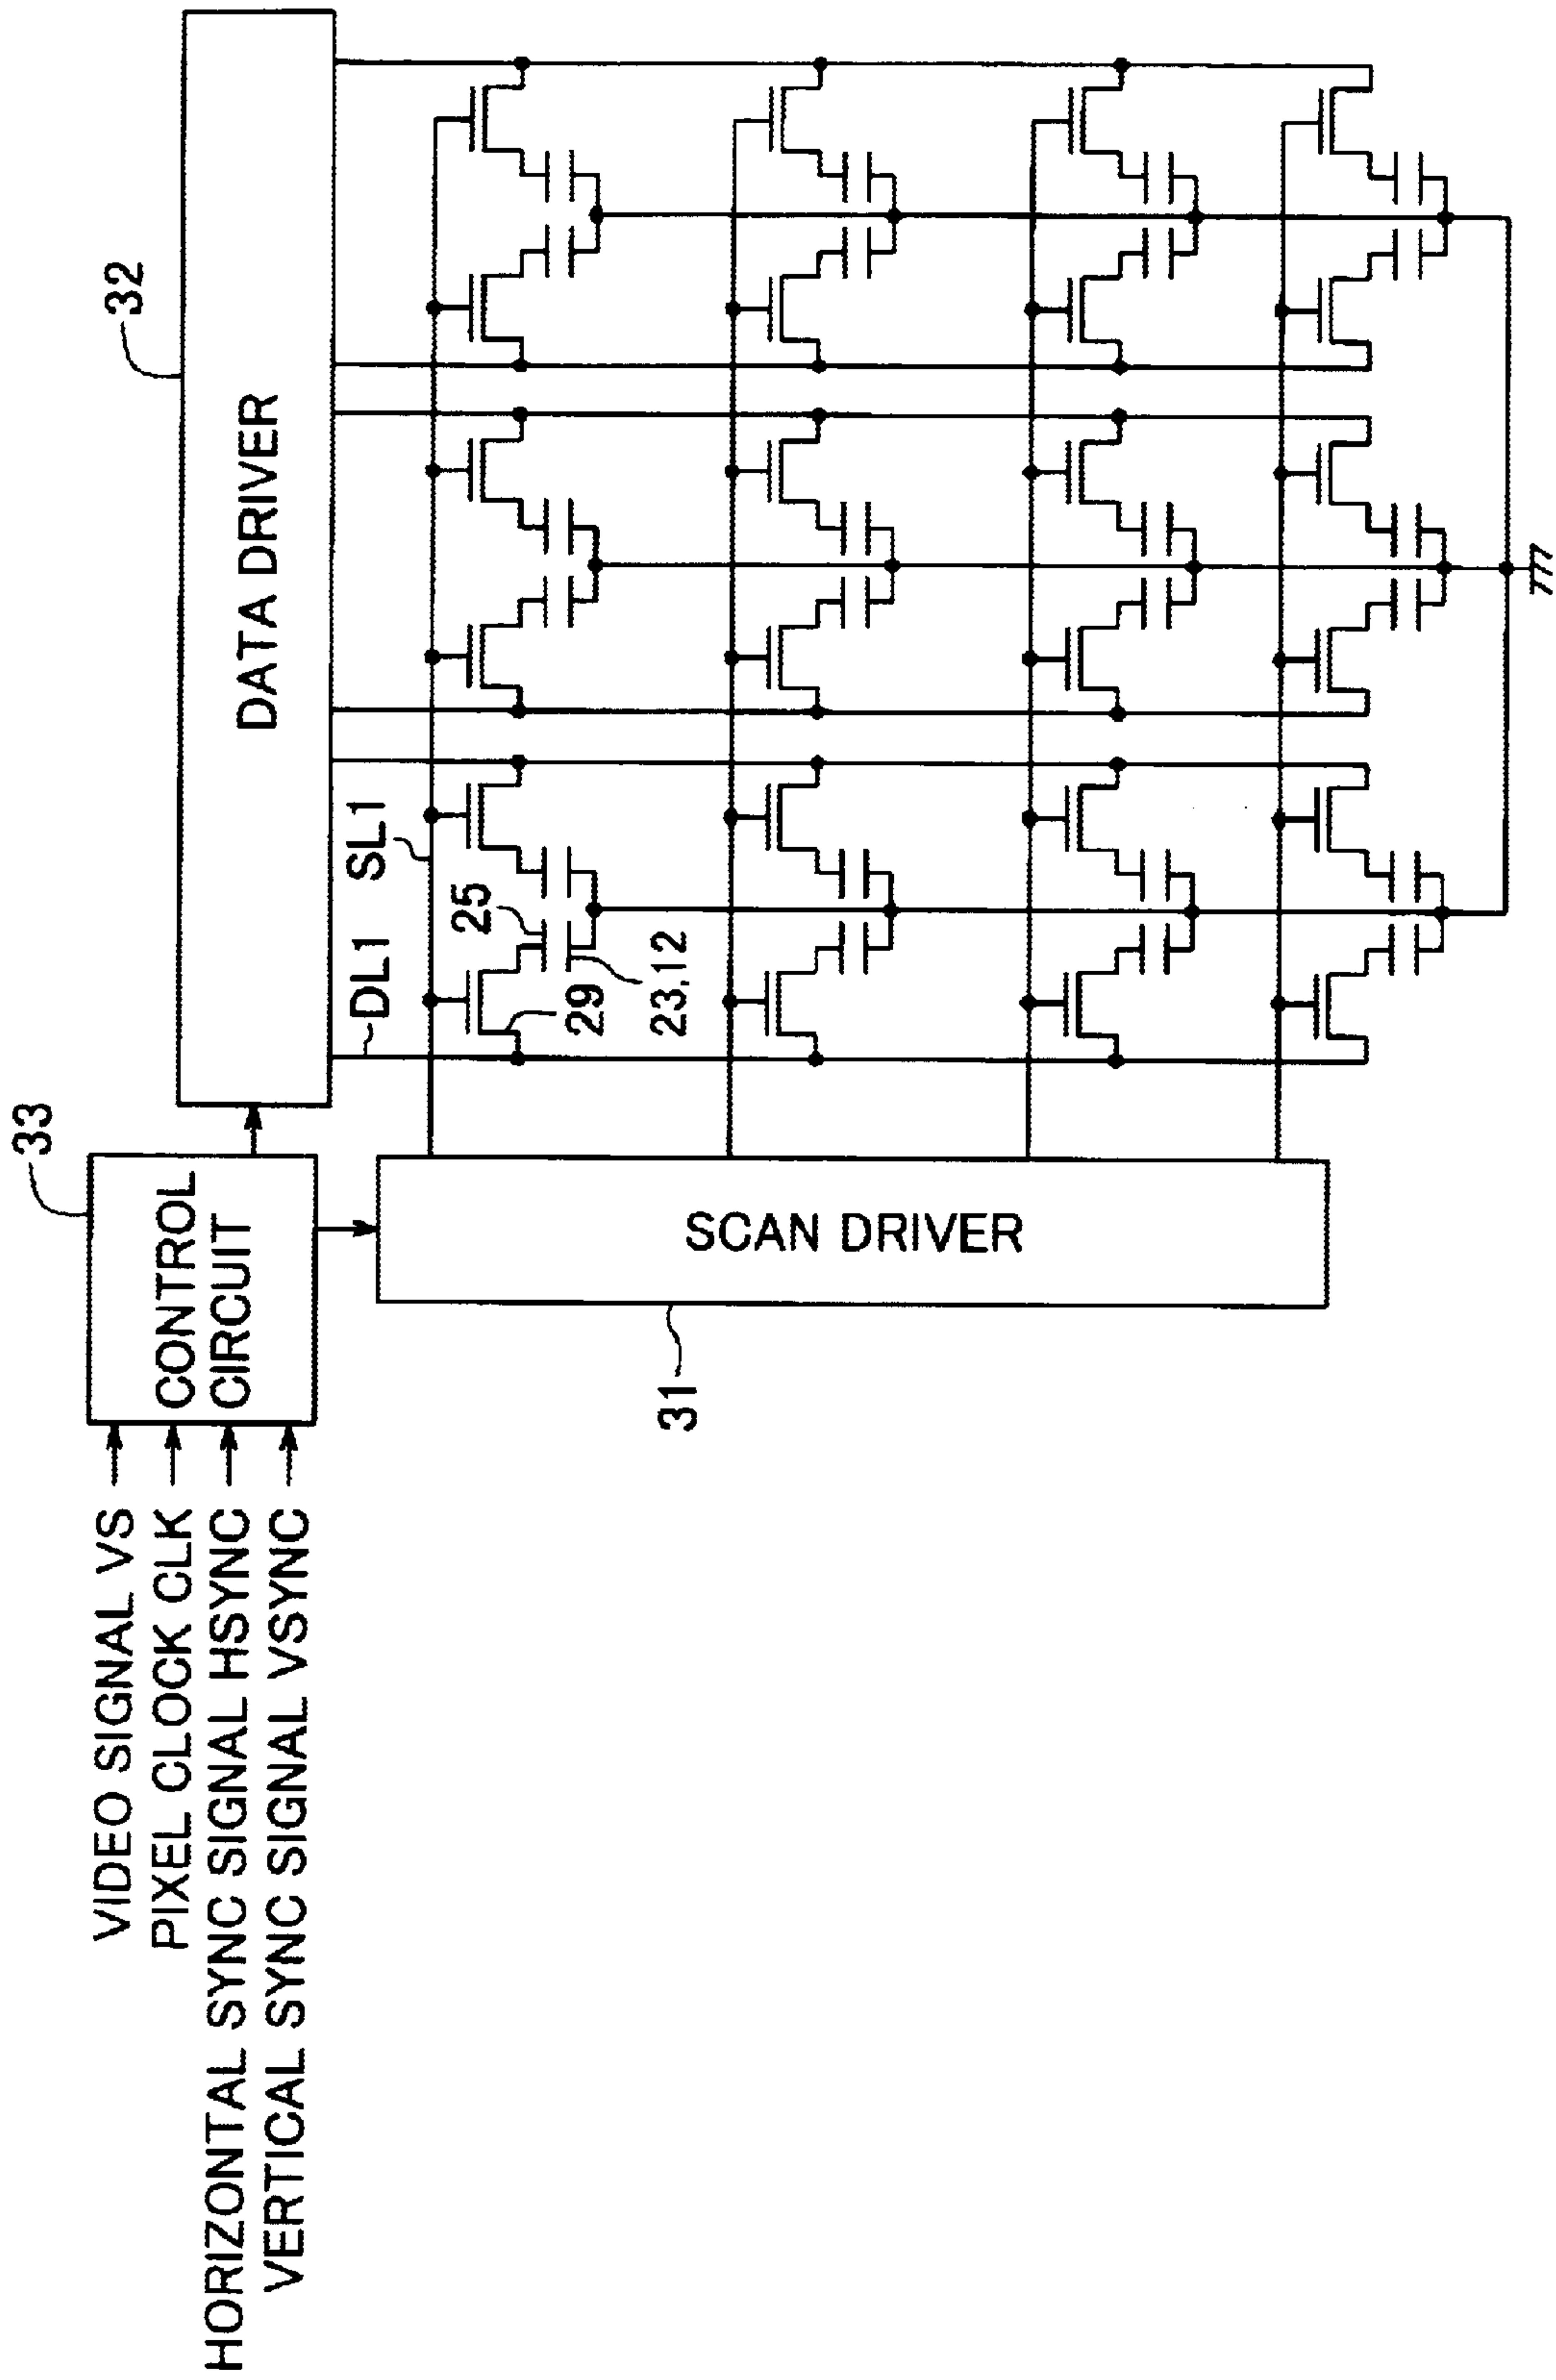 VIDEO SIGNAL VS
PIXEL CLOCK CLK
HORIZONTAL SYNC SIGNAL HSYNC
VERTICAL SYNC SIGNAL VSYNC
33
CONTROL
CIRCUIT
32
DATA DRIVER
31
SCAN DRIVER
DL1
SL1
25
29
23,12